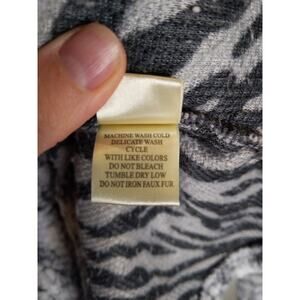 MACHINE WASH COLD
DELICATE WASH
CYCLE
WITH LIKE COLORS
DO NOT BLEACH
TUMBLE DRY LOW
DO NOT IRON FAUX FUR